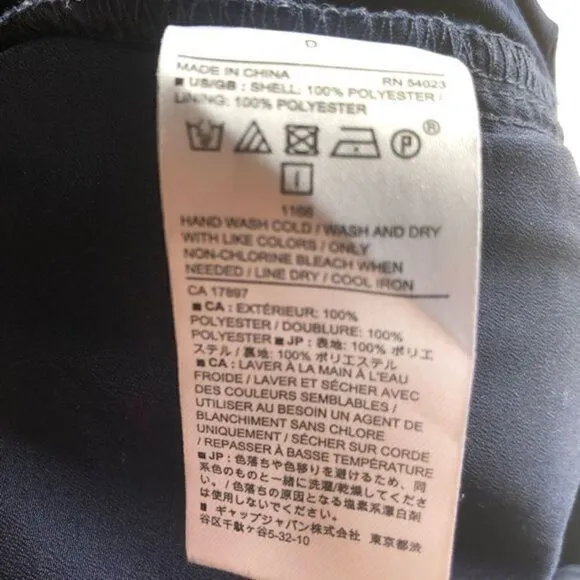 D
MADE IN CHINA RN 54023
■ US/GB : SHELL: 100% POLYESTER /
LINING: 100% POLYESTER
P ®
1166
HAND WASH COLD / WASH AND DRY
WITH LIKE COLORS / ONLY
NON-CHLORINE BLEACH WHEN
NEEDED / LINE DRY / COOL IRON
CA 17897
■ CA : EXTÉRIEUR: 100%
POLYESTER / DOUBLURE: 100%
POLYESTER ■ JP : 表地: 100% ポリエ
ステル / 裏地: 100% ポリエステル
■ CA : LAVER À LA MAIN À L'EAU
FROIDE / LAVER ET SÉCHER AVEC
DES COULEURS SEMBLABLES /
UTILISER AU BESOIN UN AGENT DE
BLANCHIMENT SANS CHLORE
UNIQUEMENT / SÉCHER SUR CORDE
/ REPASSER À BASSE TEMPÉRATURE
■ JP : 色落ちや色移りを避けるため、同
系色のものと一緒に洗濯/乾燥してくださ
い。/ 色落ちの原因となる塩素系漂白剤
は使用しないでください
■ ギャップジャパン株式会社 東京都渋
谷区千駄ヶ谷5-32-10